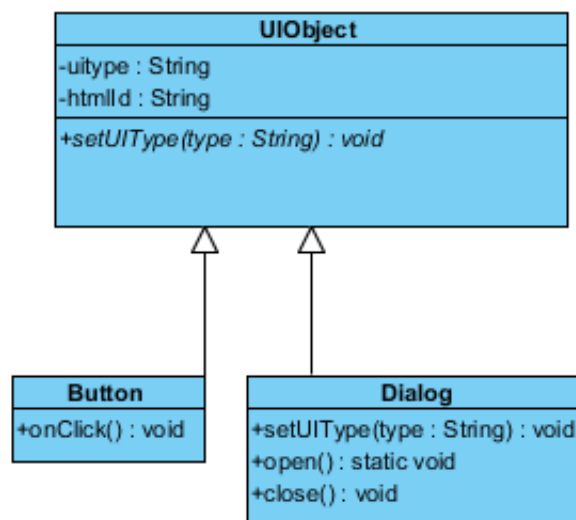 UIObject
-uitype : String
-htmlId : String
+setUIType(type : String) : void
Button
+onClick() : void
Dialog
+setUIType(type : String) : void
+open() : static void
+close() : void